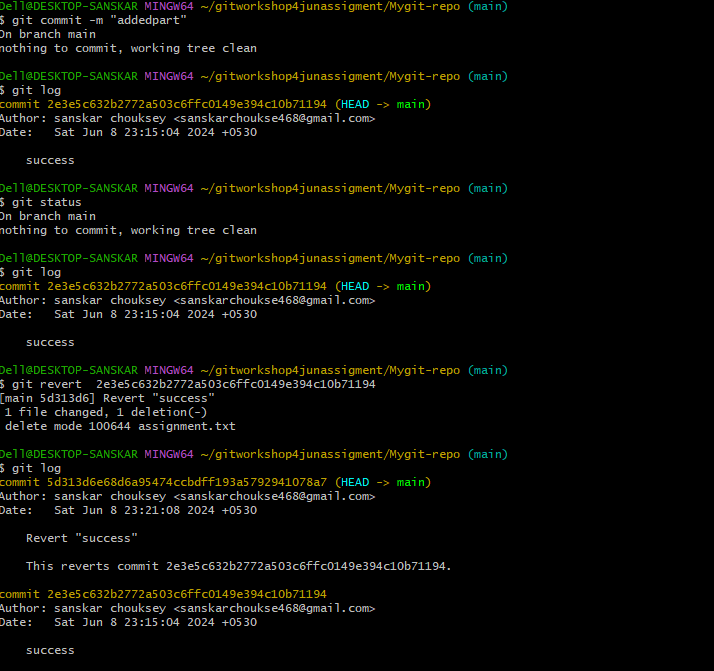 Dell@DESKTOP-SANSKAR MINGW64 ~/gitworkshop4junassigment/Mygit-repo (main)
$ git commit -m "addedpart"
On branch main
nothing to commit, working tree clean
Dell@DESKTOP-SANSKAR MINGW64 ~/gitworkshop4junassigment/Mygit-repo (main)
$ git log
commit 2e3e5c632b2772a503c6ffc0149e394c10b71194 (HEAD -> main)
Author: sanskar chouksey <sanskarchoukse468@gmail.com>
Date:   Sat Jun 8 23:15:04 2024 +0530
    success
Dell@DESKTOP-SANSKAR MINGW64 ~/gitworkshop4junassigment/Mygit-repo (main)
$ git status
On branch main
nothing to commit, working tree clean
Dell@DESKTOP-SANSKAR MINGW64 ~/gitworkshop4junassigment/Mygit-repo (main)
$ git log
commit 2e3e5c632b2772a503c6ffc0149e394c10b71194 (HEAD -> main)
Author: sanskar chouksey <sanskarchoukse468@gmail.com>
Date:   Sat Jun 8 23:15:04 2024 +0530
    success
Dell@DESKTOP-SANSKAR MINGW64 ~/gitworkshop4junassigment/Mygit-repo (main)
$ git revert  2e3e5c632b2772a503c6ffc0149e394c10b71194
[main 5d313d6] Revert "success"
 1 file changed, 1 deletion(-)
 delete mode 100644 assignment.txt
Dell@DESKTOP-SANSKAR MINGW64 ~/gitworkshop4junassigment/Mygit-repo (main)
$ git log
commit 5d313d6e68d6a95474ccbdff193a5792941078a7 (HEAD -> main)
Author: sanskar chouksey <sanskarchoukse468@gmail.com>
Date:   Sat Jun 8 23:21:08 2024 +0530
    Revert "success"
    This reverts commit 2e3e5c632b2772a503c6ffc0149e394c10b71194.
commit 2e3e5c632b2772a503c6ffc0149e394c10b71194
Author: sanskar chouksey <sanskarchoukse468@gmail.com>
Date:   Sat Jun 8 23:15:04 2024 +0530
    success